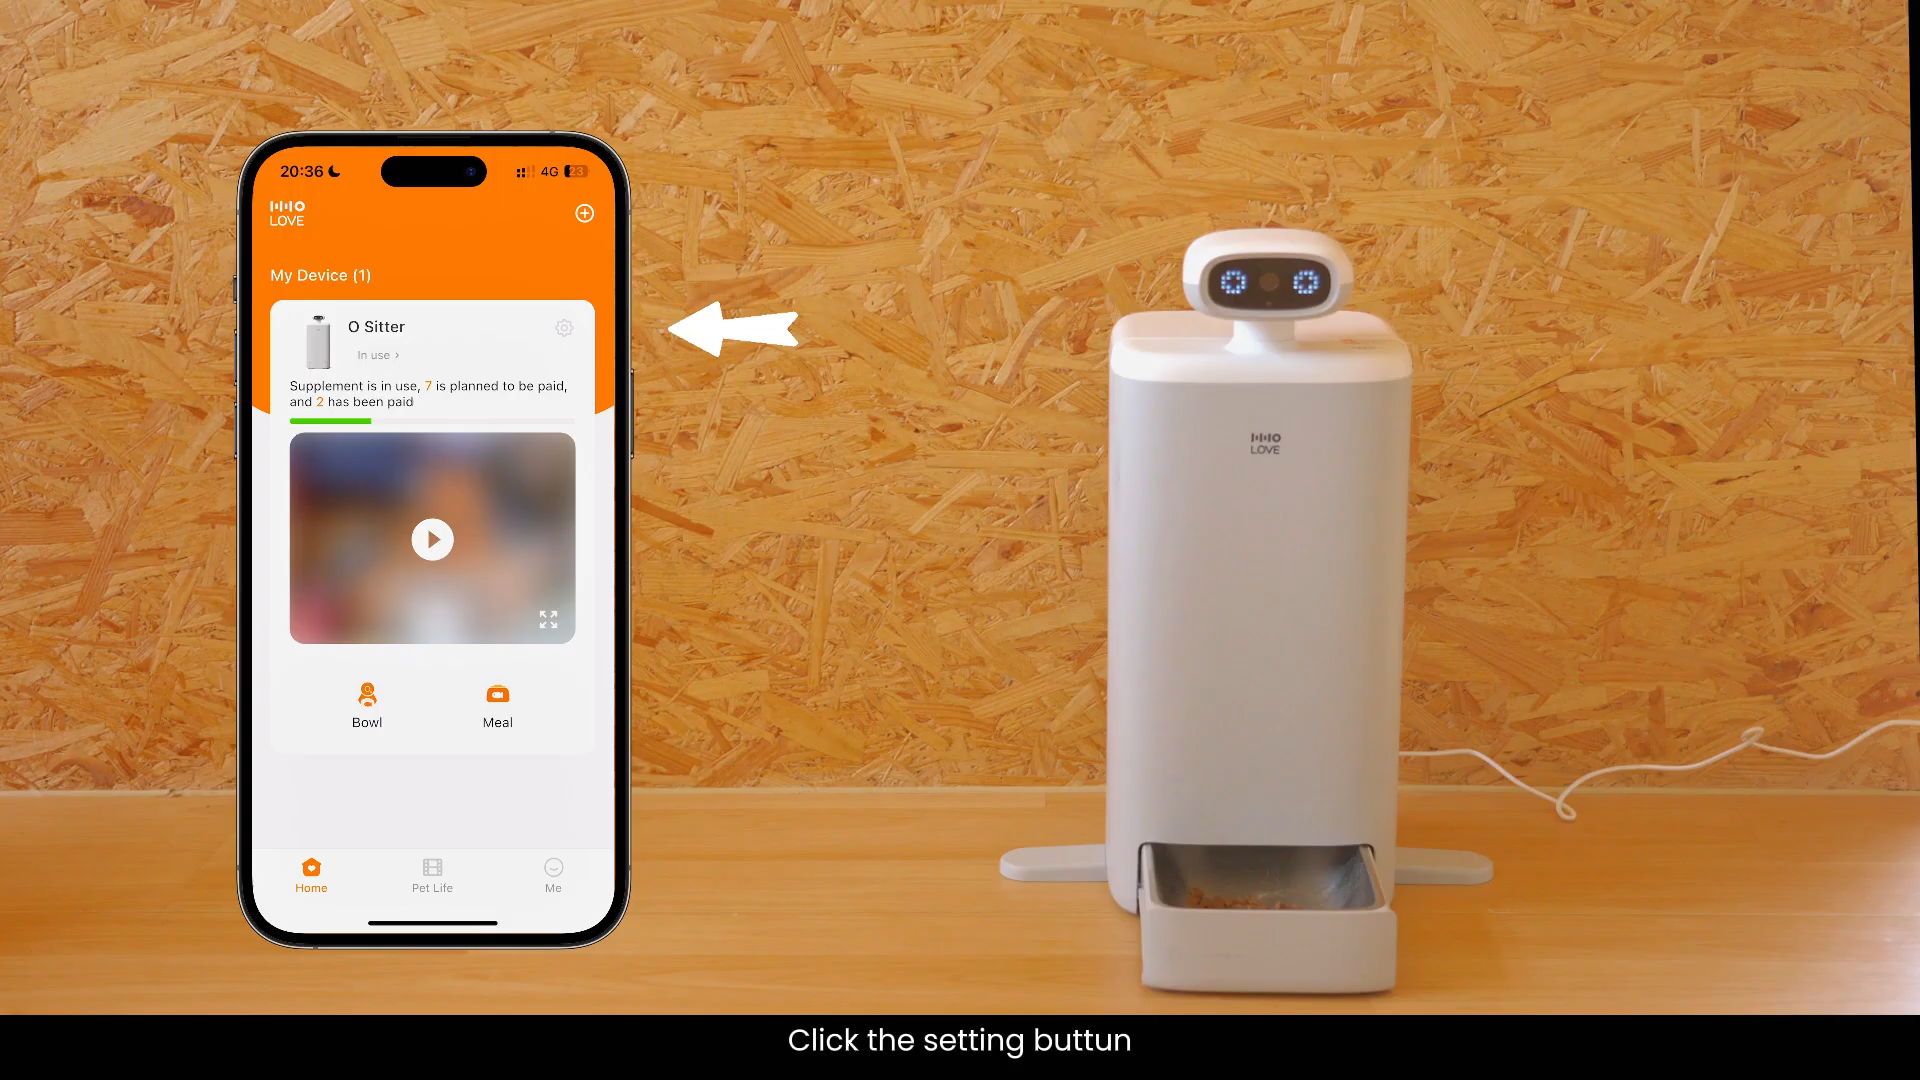 20:36
4G 23
LOVE
My Device (1)
O Sitter
In use ›
Supplement is in use, 7 is planned to be paid,
and 2 has been paid
Bowl
Meal
Home
Pet Life
Me
LOVE
Click the setting buttun